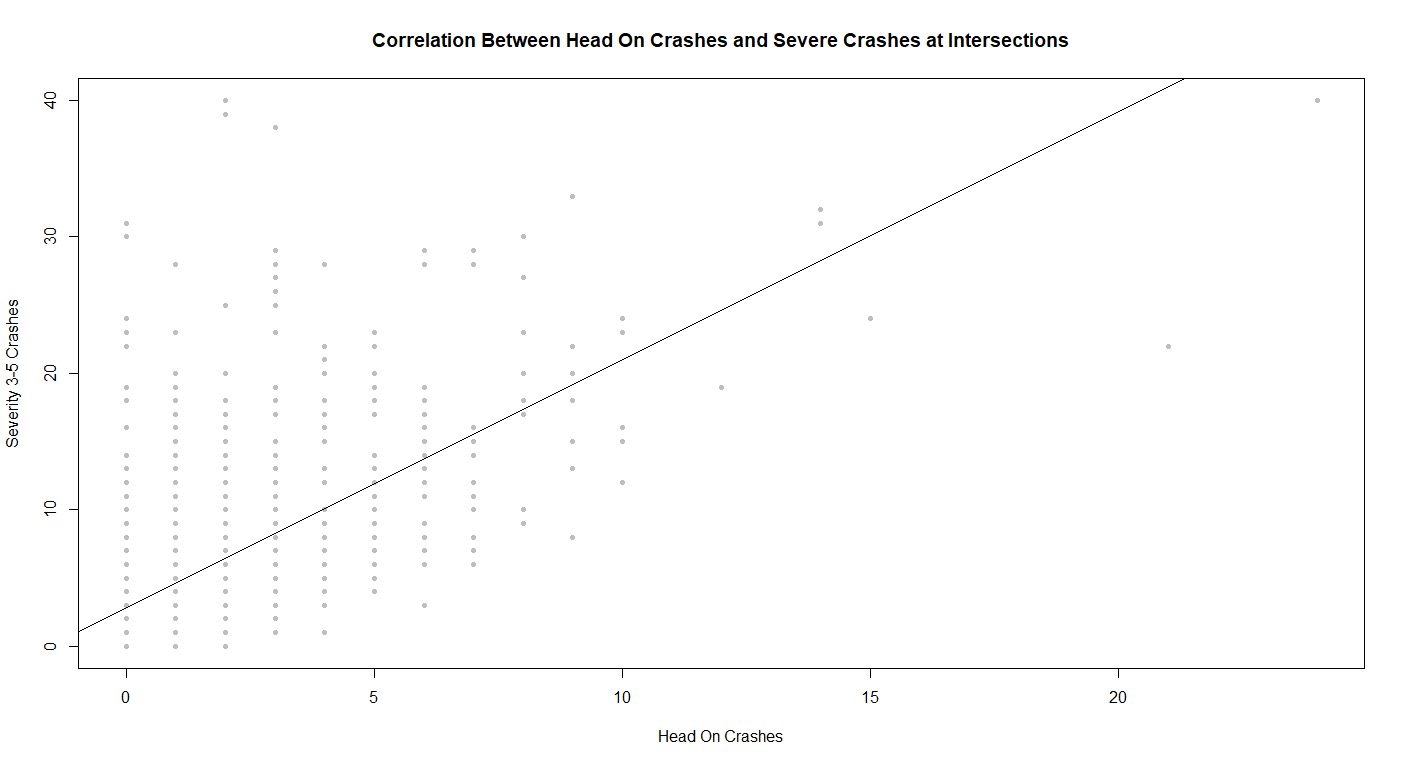 Correlation Between Head On Crashes and Severe Crashes at Intersections
40
30
20
10
0
Severity 3-5 Crashes
0 5 10 15 20
Head On Crashes